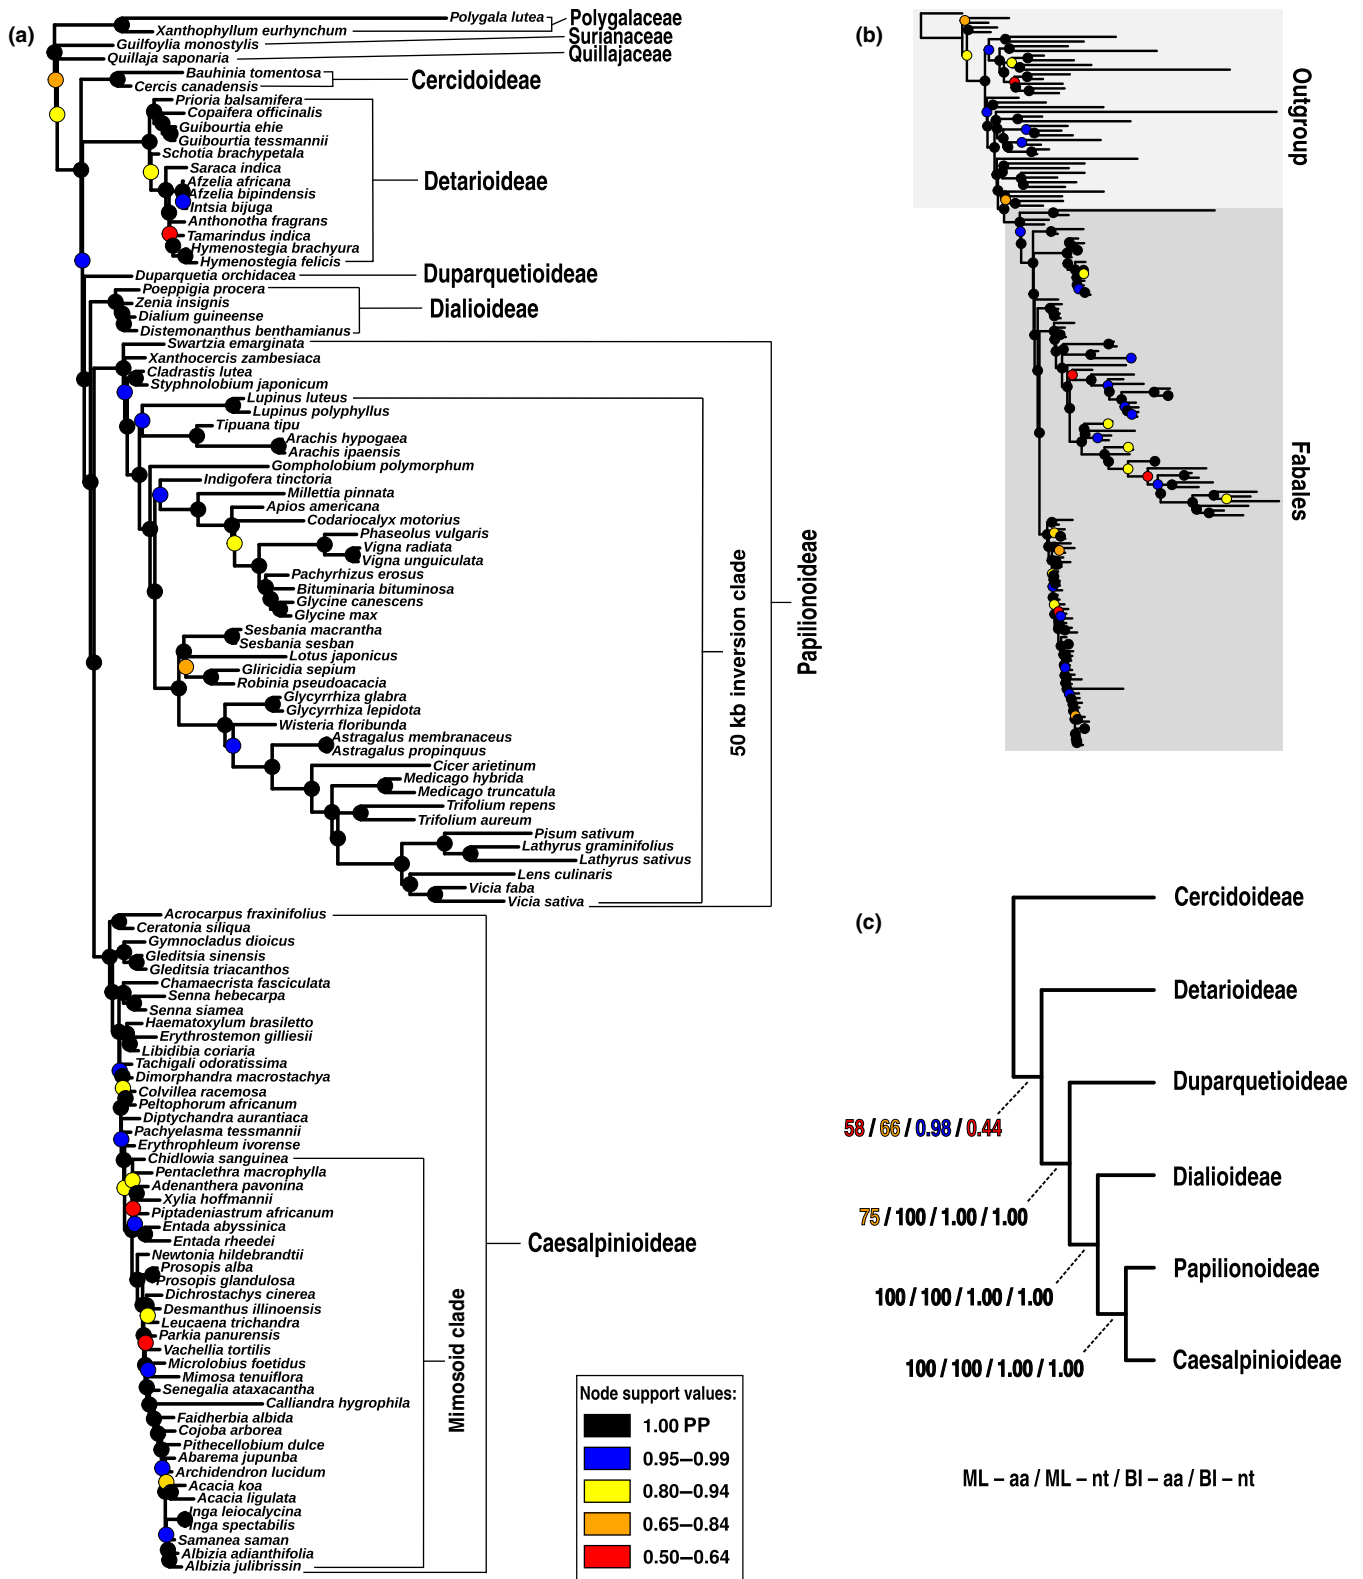 (a)
Polygala lutea
Polygalaceae
Xanthophyllum eurhynchum
Surianaceae
Guilfoylia monostylis
Quillajaceae
Quillaja saponaria
Bauhinia tomentosa
Cercidoideae
Cercis canadensis
Prioria balsamifera
Copaifera officinalis
Guibourtia ehie
Guibourtia tessmannii
Schotia brachypetala
Saraca indica
Detarioideae
Afzelia africana
Afzelia bipindensis
Intsia bijuga
Anthonotha fragrans
Tamarindus indica
Hymenostegia brachyura
Hymenostegia felicis
Duparquetia orchidacea
Duparquetioideae
Poeppigia procera
Zenia insignis
Dialioideae
Dialium guineense
Distemonanthus benthamianus
Swartzia emarginata
Xanthocercis zambesiaca
Cladrastis lutea
Styphnolobium japonicum
Lupinus luteus
Lupinus polyphyllus
Tipuana tipu
Arachis hypogaea
Arachis ipaensis
Gompholobium polymorphum
Indigofera tinctoria
Millettia pinnata
Apios americana
Codariocalyx motorius
Phaseolus vulgaris
Vigna radiata
Vigna unguiculata
Pachyrhizus erosus
Bituminaria bituminosa
Glycine canescens
Glycine max
Sesbania macrantha
Sesbania sesban
Lotus japonicus
Gliricidia sepium
Robinia pseudoacacia
Glycyrrhiza glabra
Glycyrrhiza lepidota
Wisteria floribunda
Astragalus membranaceus
Astragalus propinquus
Cicer arietinum
Medicago hybrida
Medicago truncatula
Trifolium repens
Trifolium aureum
Pisum sativum
Lathyrus graminifolius
Lathyrus sativus
Lens culinaris
Vicia faba
Vicia sativa
50 kb inversion clade
Papilionoideae
Acrocarpus fraxinifolius
Ceratonia siliqua
Gymnocladus dioicus
Gleditsia sinensis
Gleditsia triacanthos
Chamaecrista fasciculata
Senna hebecarpa
Senna siamea
Haematoxylum brasiletto
Erythrostemon gilliesii
Libidibia coriaria
Tachigali odoratissima
Dimorphandra macrostachya
Colvillea racemosa
Peltophorum africanum
Diptychandra aurantiaca
Pachyelasma tessmannii
Erythrophleum ivorense
Chidlowia sanguinea
Pentaclethra macrophylla
Adenanthera pavonina
Xylia hoffmannii
Piptadeniastrum africanum
Entada abyssinica
Entada rheedei
Caesalpinioideae
Newtonia hildebrandtii
Prosopis alba
Prosopis glandulosa
Dichrostachys cinerea
Desmanthus illinoensis
Leucaena trichandra
Parkia panurensis
Vachellia tortilis
Microlobius foetidus
Mimosa tenuiflora
Senegalia ataxacantha
Calliandra hygrophila
Faidherbia albida
Cojoba arborea
Pithecellobium dulce
Abarema jupunba
Archidendron lucidum
Acacia koa
Acacia ligulata
Inga leiocalycina
Inga spectabilis
Samanea saman
Albizia adianthifolia
Albizia julibrissin
Mimosoid clade
Node support values:
1.00 PP
0.95–0.99
0.80–0.94
0.65–0.84
0.50–0.64
(b)
Outgroup
Fabales
(c)
Cercidoideae
Detarioideae
Duparquetioideae
58 / 66 / 0.98 / 0.44
Dialioideae
75 / 100 / 1.00 / 1.00
Papilionoideae
100 / 100 / 1.00 / 1.00
Caesalpinioideae
100 / 100 / 1.00 / 1.00
ML – aa / ML – nt / BI – aa / BI – nt